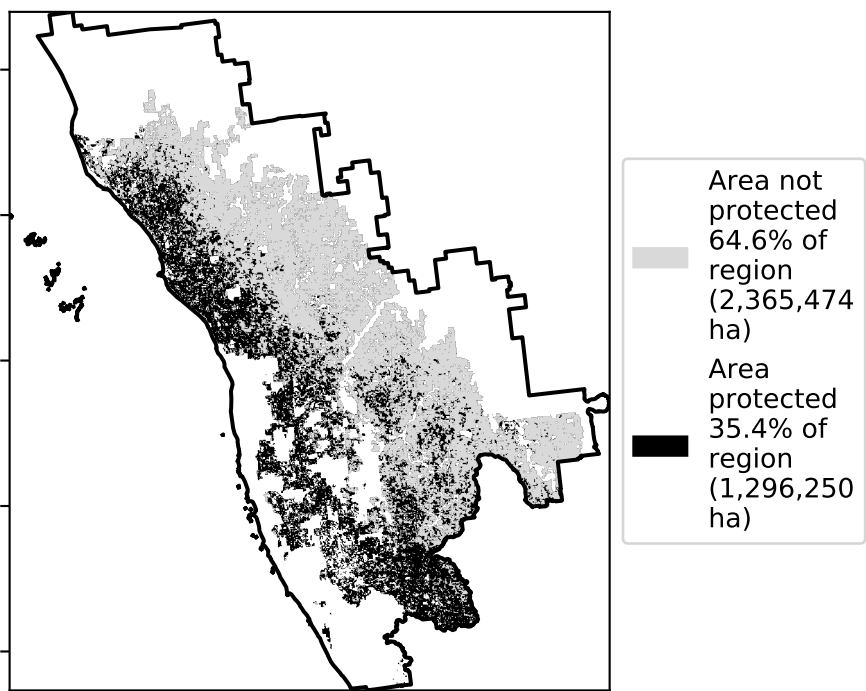 Area not
protected
64.6% of
region
(2,365,474
ha)
Area
protected
35.4% of
region
(1,296,250
ha)